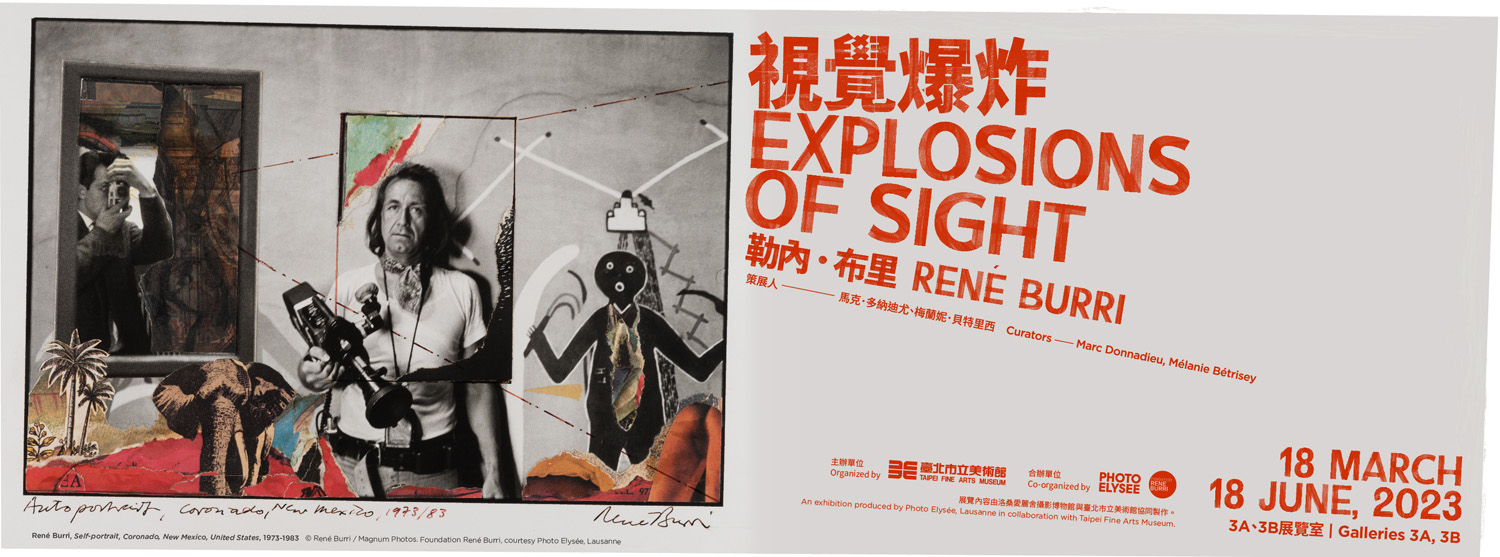 視覺爆炸
EXPLOSIONS
OF SIGHT
勒內·布里 RENÉ BURRI
策展人 —— 馬克·多納迪尤、梅蘭妮·貝特里西 Curators — Marc Donnadieu, Mélanie Bétrisey
Autoportrait, Coronado, New Mexico, 1973/83 René Burri
René Burri, Self-portrait, Coronado, New Mexico, United States, 1973-1983 © René Burri / Magnum Photos. Foundation René Burri, courtesy Photo Elysée, Lausanne
主辦單位
Organized by
臺北市立美術館
TAIPEI FINE ARTS MUSEUM
合辦單位
Co-organized by
PHOTO
ELYSEE
RENÉ
BURRI
展覽內容由洛桑愛麗舍攝影博物館與臺北市立美術館協同製作。
An exhibition produced by Photo Elysée, Lausanne in collaboration with Taipei Fine Arts Museum.
18 MARCH
18 JUNE, 2023
3A、3B展覽室 | Galleries 3A, 3B